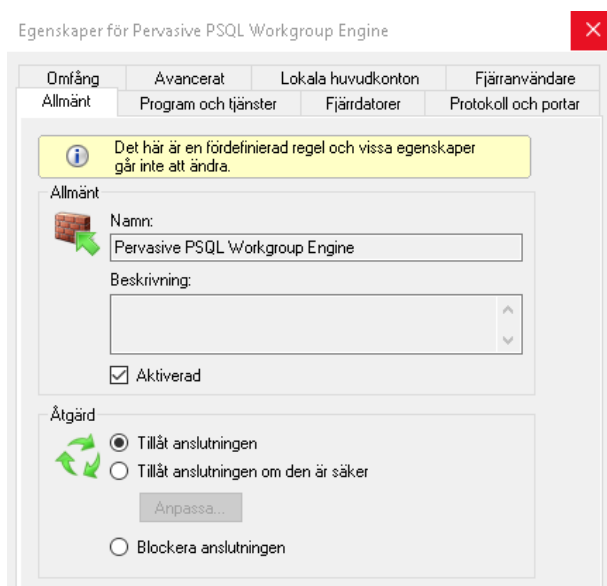 Egenskaper för Pervasive PSQL Workgroup Engine
Omfång Avancerat Lokala huvudkonton Fjärranvändare
Allmänt Program och tjänster Fjärrdatorer Protokoll och portar
Det här är en fördefinierad regel och vissa egenskaper
går inte att ändra.
Allmänt
Namn:
Pervasive PSQL Workgroup Engine
Beskrivning:
Aktiverad
Åtgärd
Tillåt anslutningen
Tillåt anslutningen om den är säker
Anpassa...
Blockera anslutningen